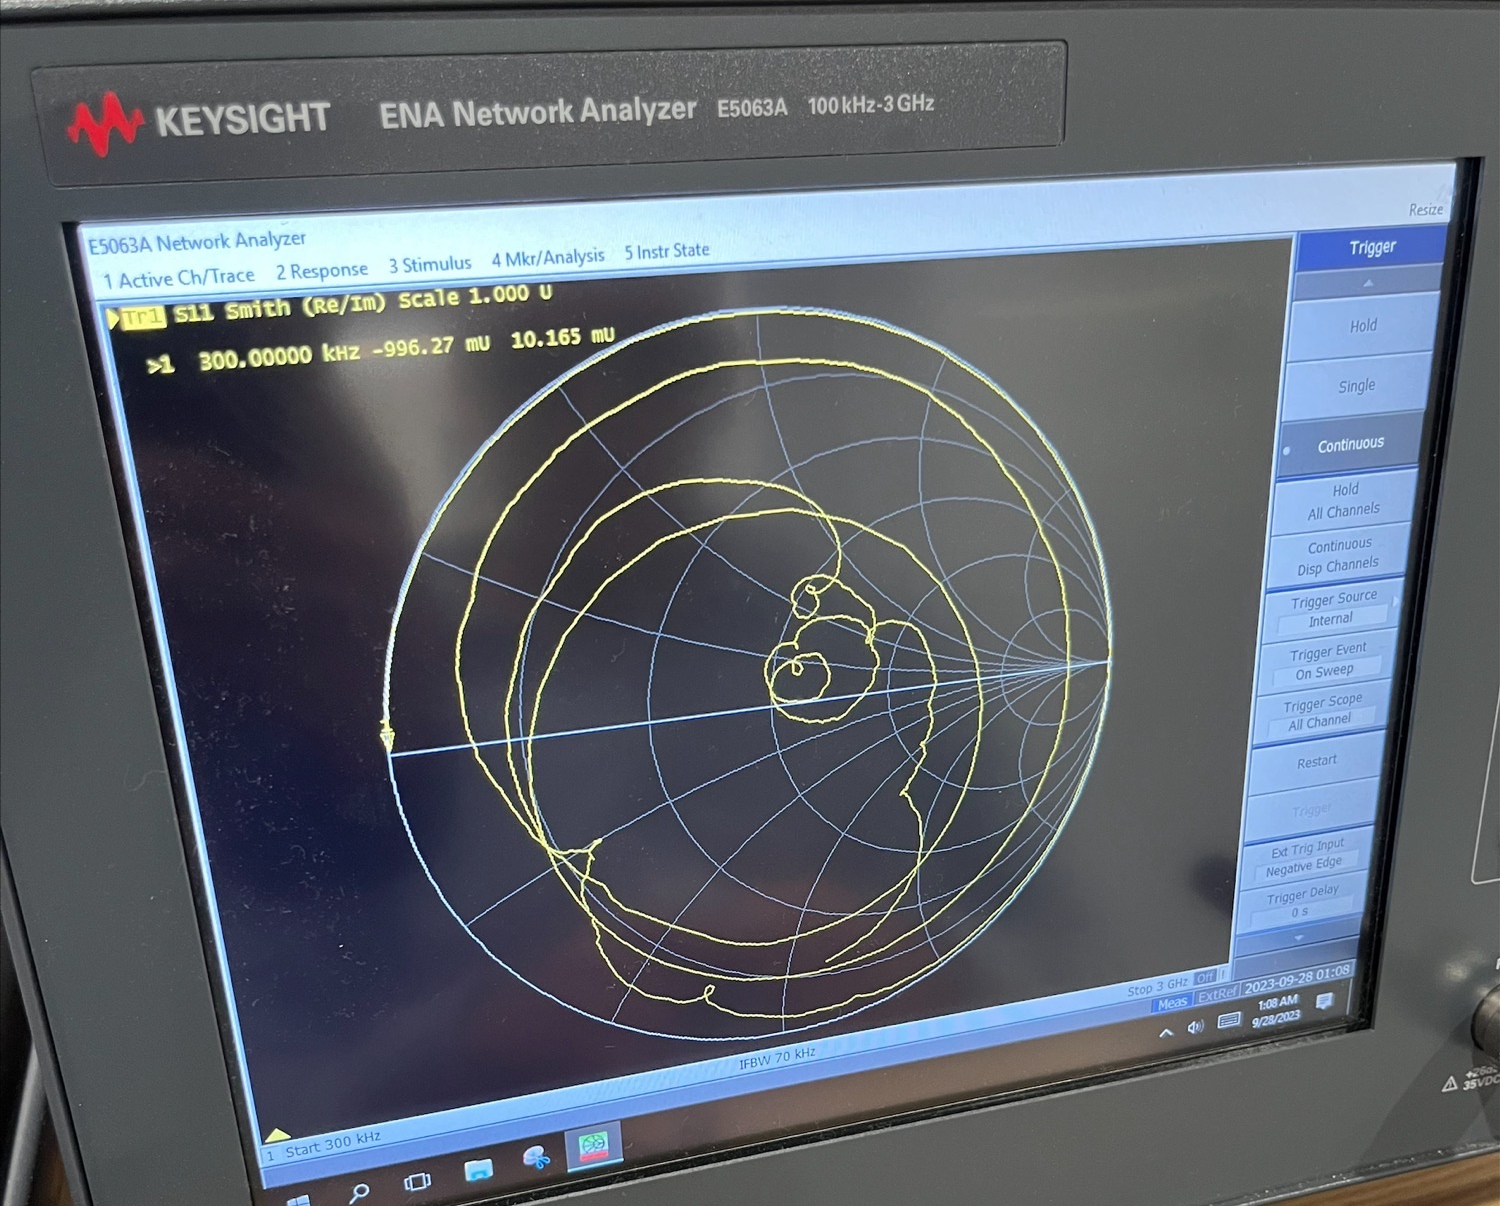 KEYSIGHT ENA Network Analyzer E5063A 100 kHz-3 GHz
E5063A Network Analyzer
Resize
1 Active Ch/Trace 2 Response 3 Stimulus 4 Mkr/Analysis 5 Instr State
Tr1 S11 Smith (Re/Im) Scale 1.000 U
>1 300.00000 kHz -996.27 mU 10.165 mU
Trigger
Hold
Single
Continuous
Hold
All Channels
Continuous
Disp Channels
Trigger Source
Internal
Trigger Event
On Sweep
Trigger Scope
All Channel
Restart
Trigger
Ext Trig Input
Negative Edge
Trigger Delay
0 s
1 Start 300 kHz
IFBW 70 kHz
Stop 3 GHz Off !
Meas ExtRef 2023-09-28 01:08
1:08 AM
9/28/2023
35VDC